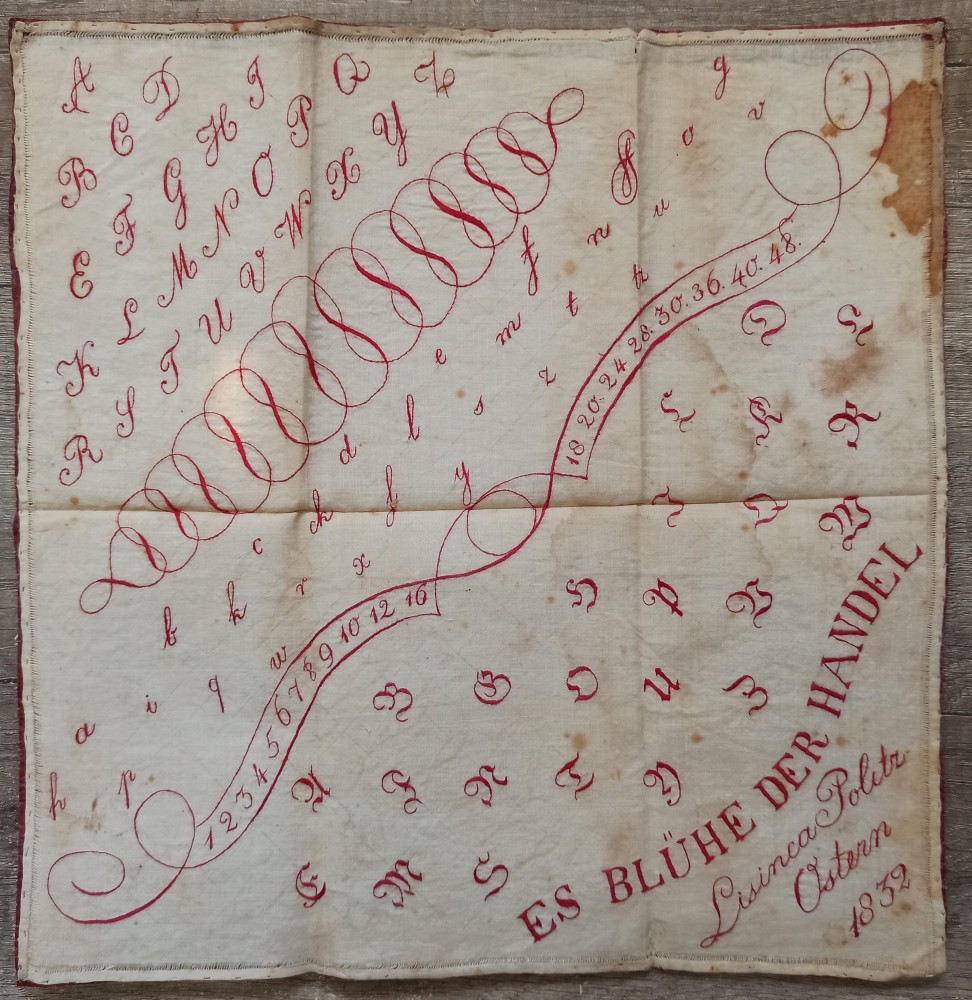 A
B C D
E F G H I
K L M N O P Q
R S T U V W X Y Z
a b c d e f g
h i k l m n o
p q r ſ s t u v
w x y z
1 2 3 4 5 6 7 8 9 10 12 16
18 20. 24 28. 30. 36. 40. 48.
A B C D
E F G H I K L
M N O P Q R
S T U V W
Y Z
ES BLÜHE DER HANDEL
Lisinca Politr
Ostern
1832